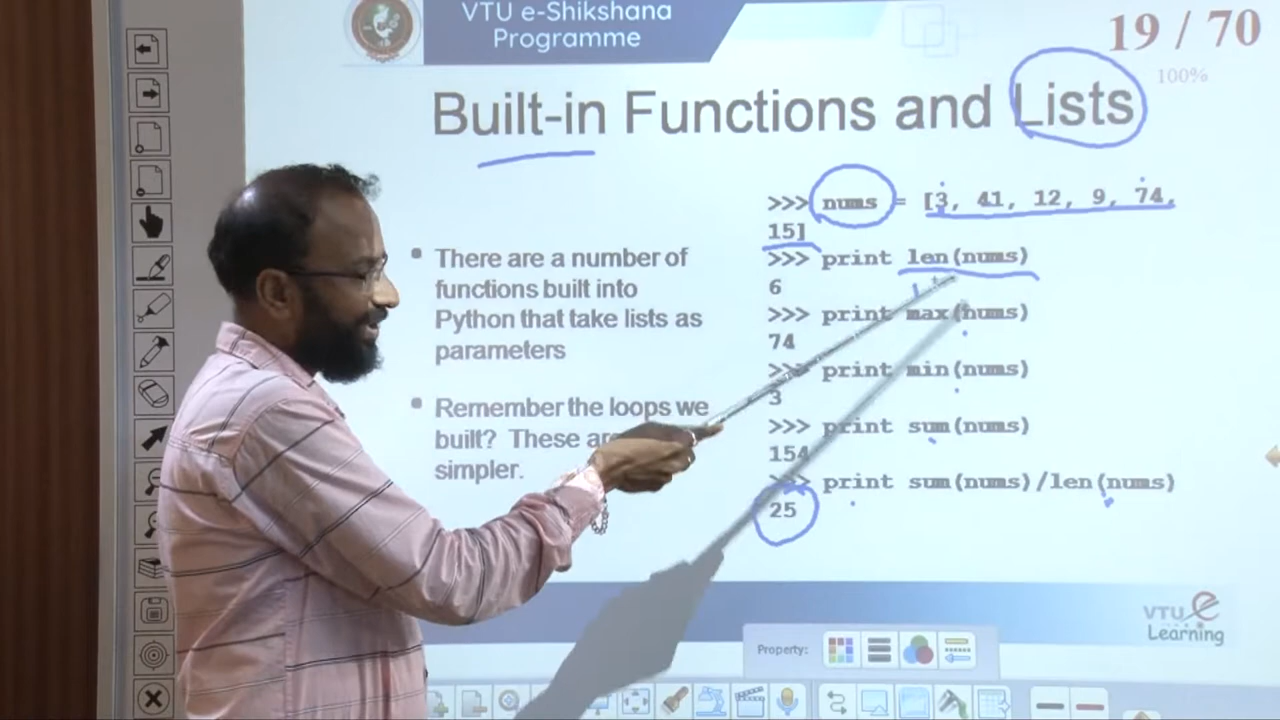 VTU e-Shikshana
Programme
19 / 70
100%
Built-in Functions and Lists
There are a number of
functions built into
Python that take lists as
parameters
Remember the loops we
built? These are
simpler.
>>> nums = [3, 41, 12, 9, 74,
15]
>>> print len(nums)
6
>>> print max(nums)
74
>>> print min(nums)
3
>>> print sum(nums)
154
>>> print sum(nums)/len(nums)
25
VTU e
Learning
Property: